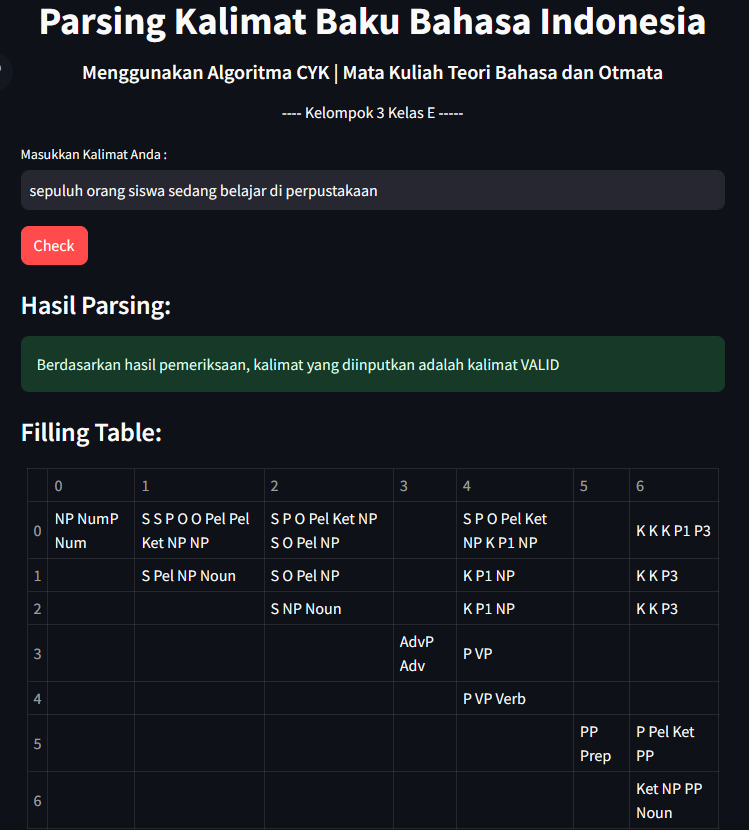 Parsing Kalimat Baku Bahasa Indonesia
Menggunakan Algoritma CYK | Mata Kuliah Teori Bahasa dan Otmata
---- Kelompok 3 Kelas E -----
Masukkan Kalimat Anda :
sepuluh orang siswa sedang belajar di perpustakaan
Check
Hasil Parsing:
Berdasarkan hasil pemeriksaan, kalimat yang diinputkan adalah kalimat VALID
Filling Table:
0 1 2 3 4 5 6
0 NP NumP Num S S P O O Pel Pel Ket NP NP S P O Pel Ket NP S O Pel NP S P O Pel Ket NP K P1 NP K K K P1 P3
1 S Pel NP Noun S O Pel NP K P1 NP K K P3
2 S NP Noun K P1 NP K K P3
3 AdvP Adv P VP
4 P VP Verb
5 PP Prep P Pel Ket PP
6 Ket NP PP Noun